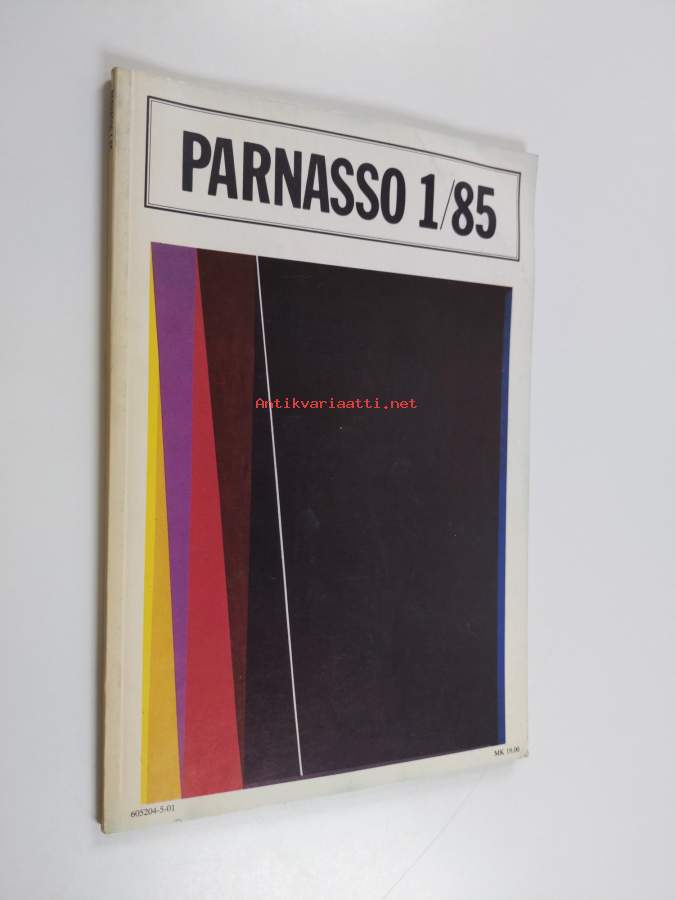 PARNASSO 1/85
Antikvariaatti.net
MK 19,00
605204-5-01